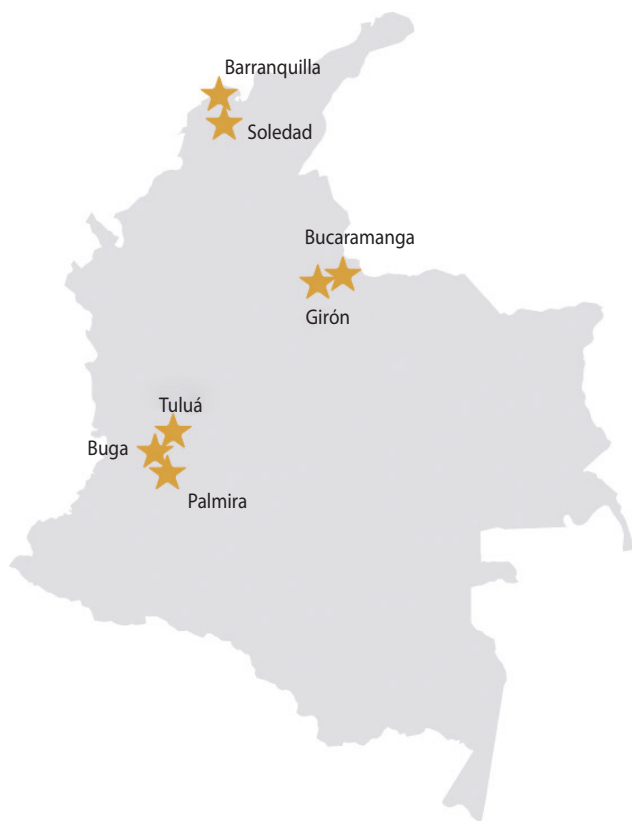 Barranquilla
Soledad
Bucaramanga
Girón
Tuluá
Buga
Palmira